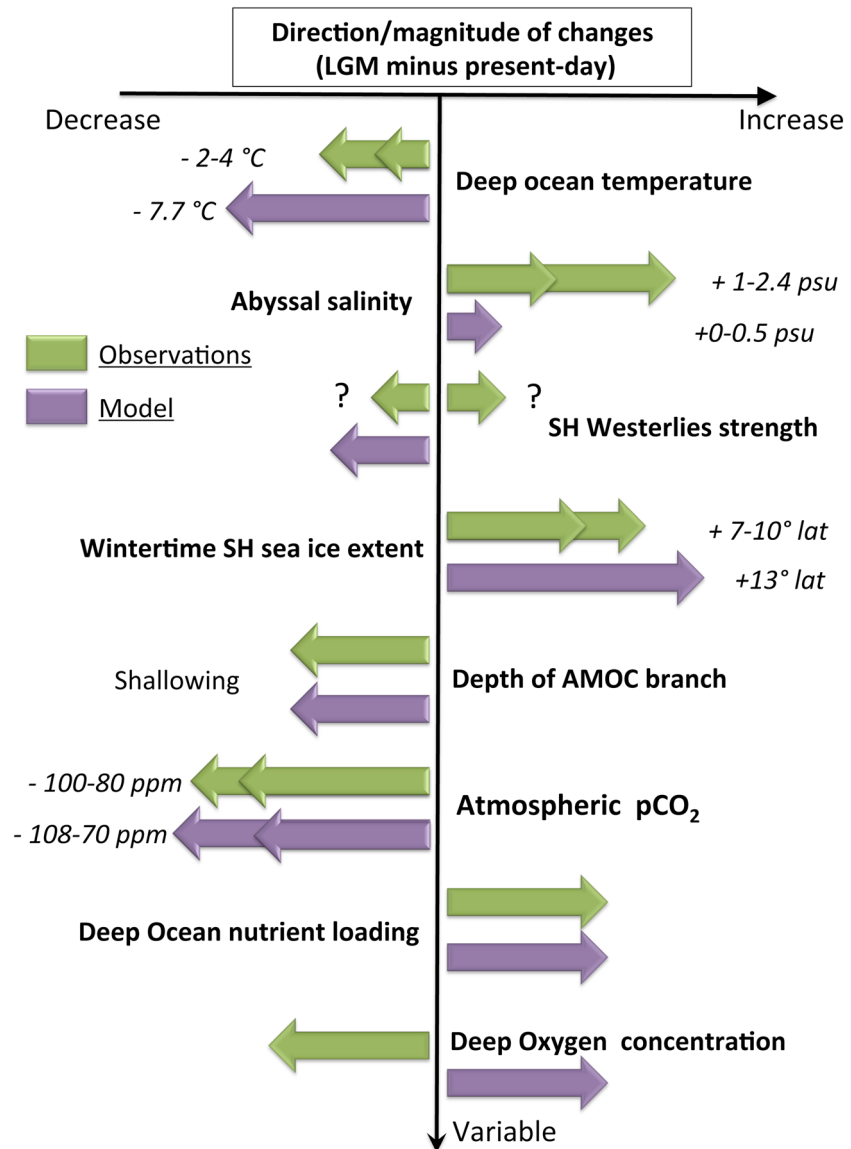 Direction/magnitude of changes
(LGM minus present-day)
Decrease
Increase
- 2-4 °C
Deep ocean temperature
- 7.7 °C
+ 1-2.4 psu
Abyssal salinity
+0-0.5 psu
Observations
Model
?
?
SH Westerlies strength
+ 7-10° lat
Wintertime SH sea ice extent
+13° lat
Shallowing
Depth of AMOC branch
- 100-80 ppm
Atmospheric pCO₂
- 108-70 ppm
Deep Ocean nutrient loading
Deep Oxygen concentration
Variable